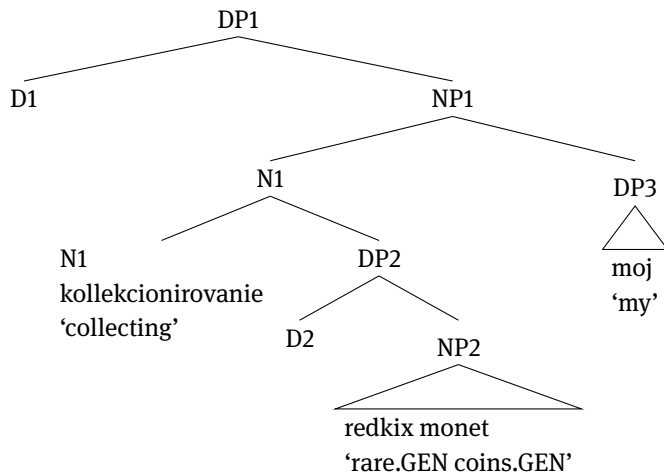 DP1
D1 NP1
N1 DP3
N1 DP2 moj
kollekcionirovanie ‘my’
‘collecting’ D2 NP2
redkix monet
‘rare.GEN coins.GEN’